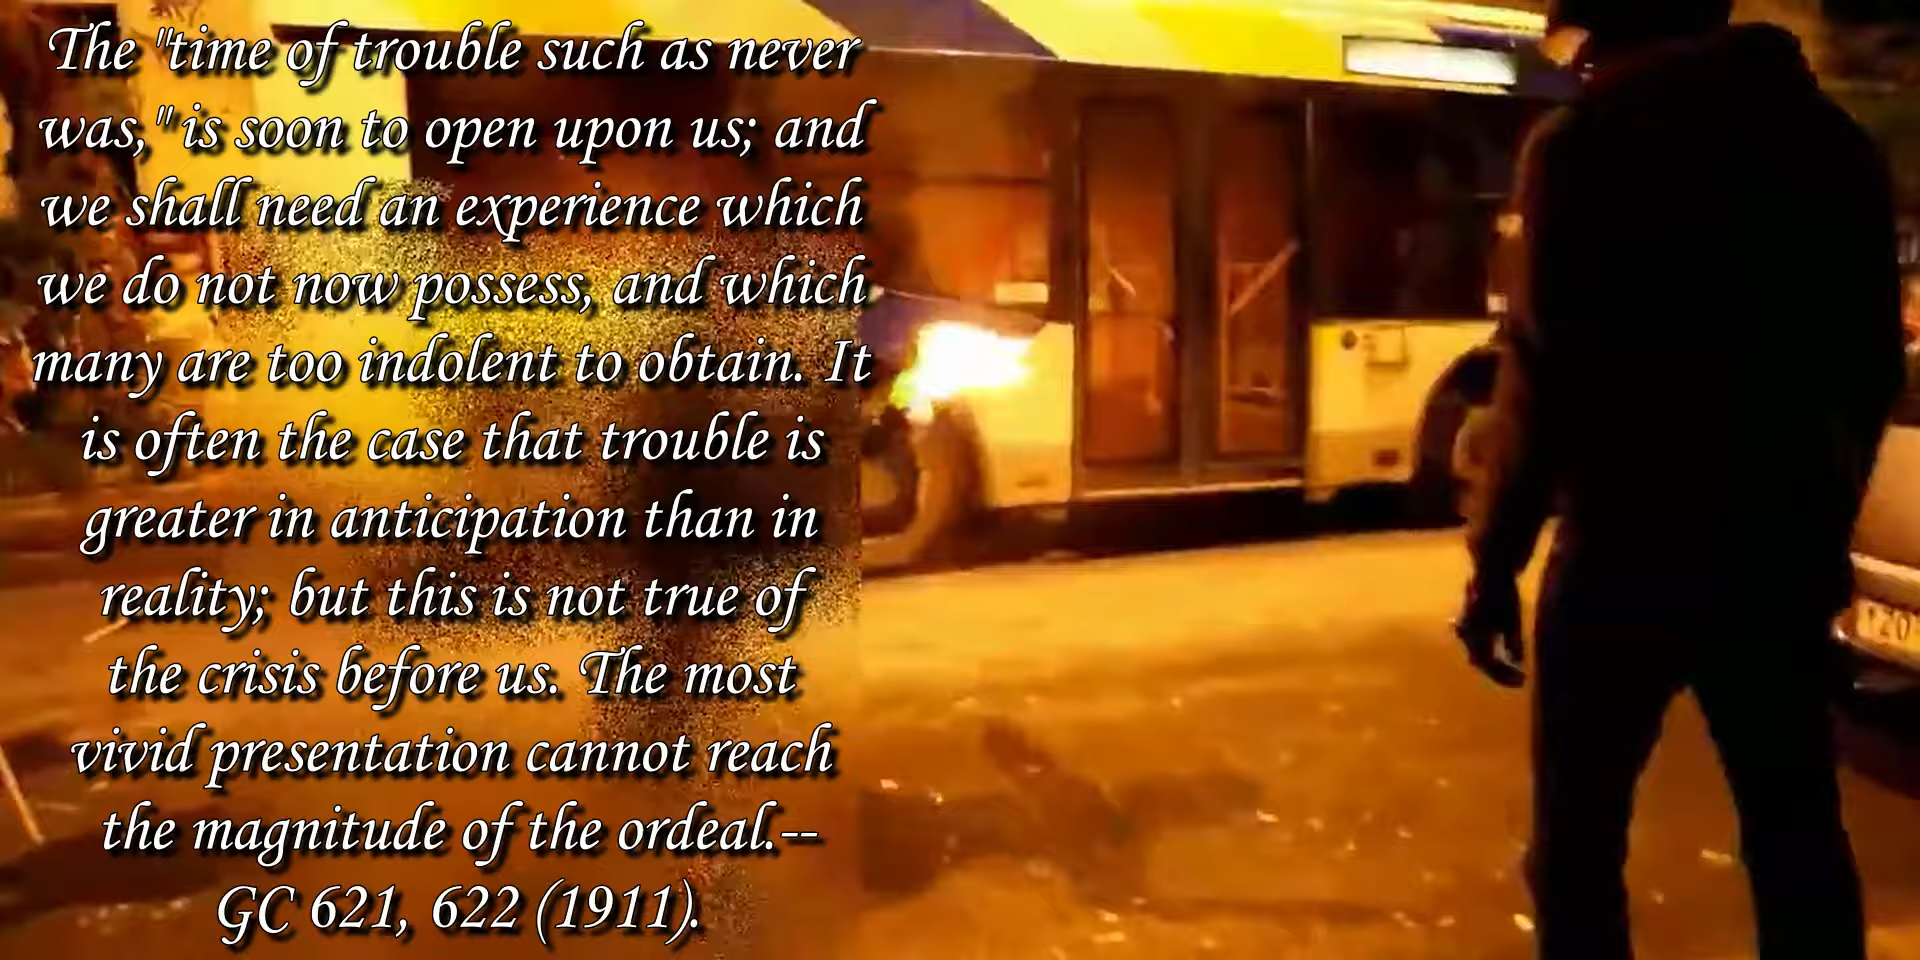 The "time of trouble such as never
was," is soon to open upon us; and
we shall need an experience which
we do not now possess, and which
many are too indolent to obtain. It
is often the case that trouble is
greater in anticipation than in
reality; but this is not true of
the crisis before us. The most
vivid presentation cannot reach
the magnitude of the ordeal.--
GC 621, 622 (1911).